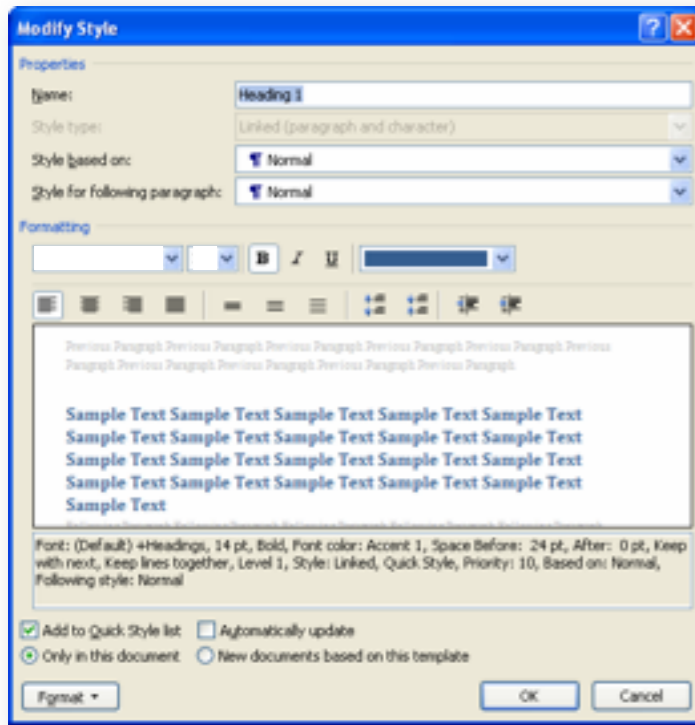 Modify Style
Properties
Name: Heading 1
Style type: Linked (paragraph and character)
Style based on: ¶ Normal
Style for following paragraph: ¶ Normal
Formatting
B I U
Previous Paragraph Previous Paragraph Previous Paragraph Previous Paragraph Previous Paragraph Previous
Paragraph Previous Paragraph Previous Paragraph Previous Paragraph Previous Paragraph
Sample Text Sample Text Sample Text Sample Text Sample Text
Sample Text Sample Text Sample Text Sample Text Sample Text
Sample Text Sample Text Sample Text Sample Text Sample Text
Sample Text Sample Text Sample Text Sample Text Sample Text
Sample Text
Font: (Default) +Headings, 14 pt, Bold, Font color: Accent 1, Space Before: 24 pt, After: 0 pt, Keep
with next, Keep lines together, Level 1, Style: Linked, Quick Style, Priority: 10, Based on: Normal,
Following style: Normal
Add to Quick Style list Automatically update
Only in this document New documents based on this template
Format OK Cancel